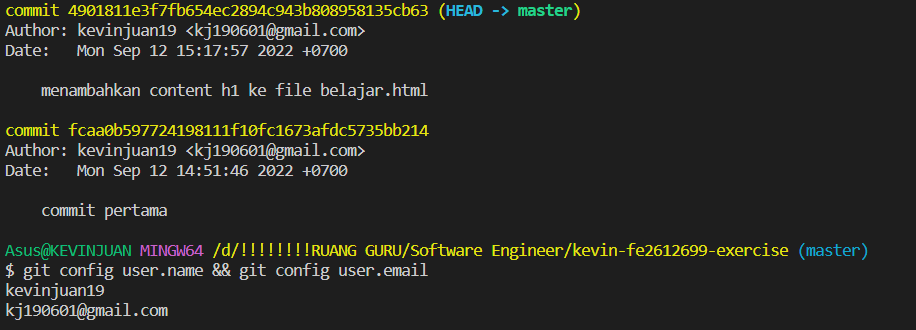 commit 4901811e3f7fb654ec2894c943b808958135cb63 (HEAD -> master)
Author: kevinjuan19 <kj190601@gmail.com>
Date:   Mon Sep 12 15:17:57 2022 +0700
menambahkan content h1 ke file belajar.html
commit fcaa0b597724198111f10fc1673afdc5735bb214
Author: kevinjuan19 <kj190601@gmail.com>
Date:   Mon Sep 12 14:51:46 2022 +0700
commit pertama
Asus@KEVINJUAN MINGW64 /d/!!!!!!!!RUANG GURU/Software Engineer/kevin-fe2612699-exercise (master)
$ git config user.name && git config user.email
kevinjuan19
kj190601@gmail.com